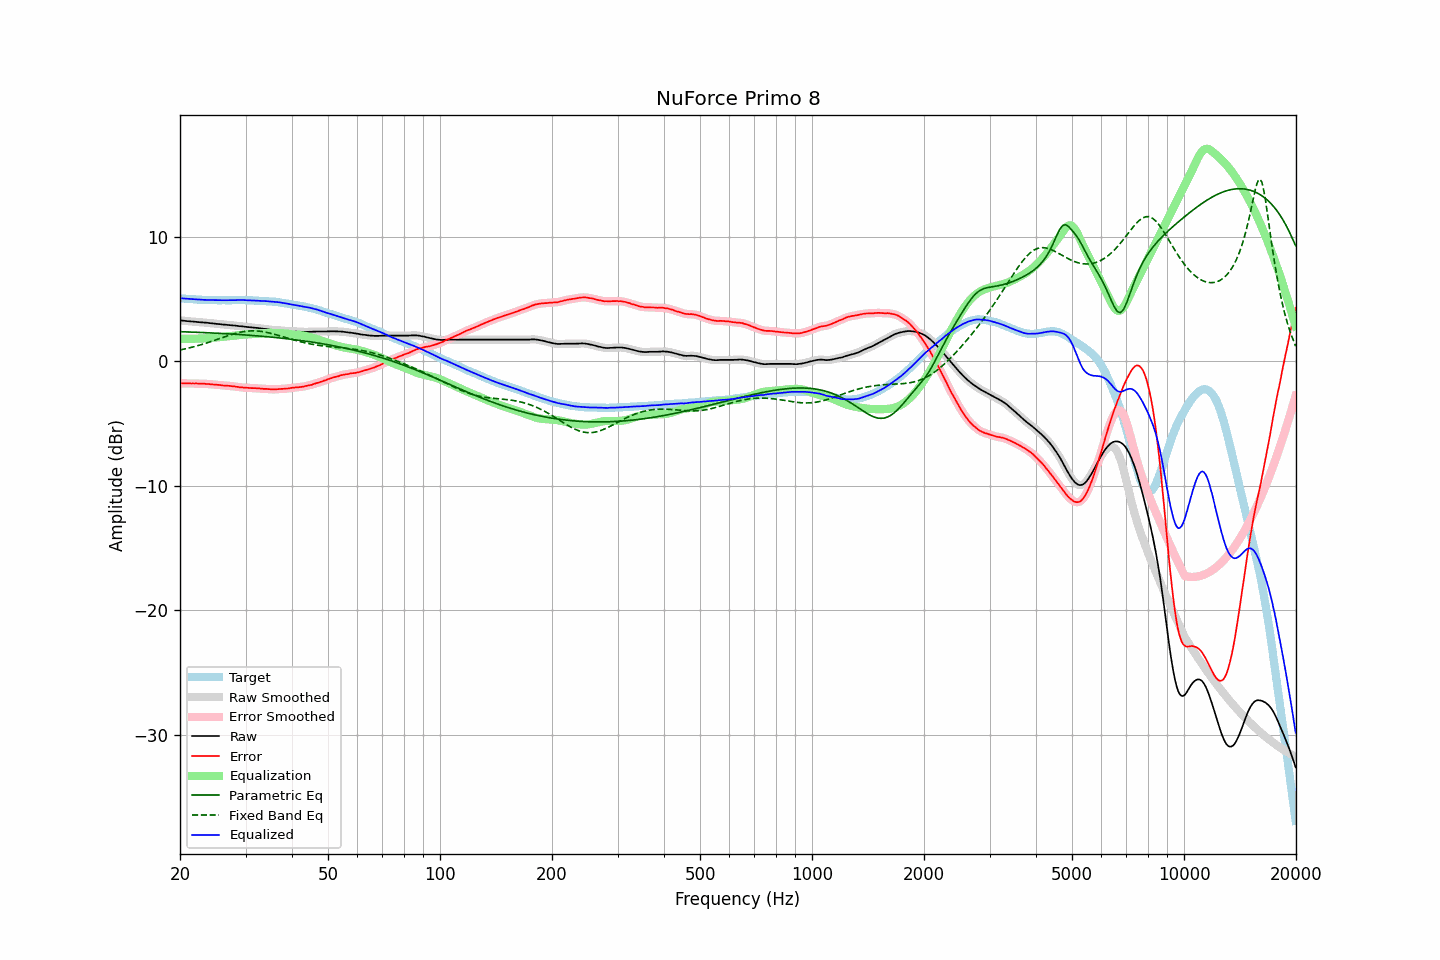 NuForce Primo 8
Amplitude (dBr)
10
0
−10
−20
−30
Target
Raw Smoothed
Error Smoothed
Raw
Error
Equalization
Parametric Eq
Fixed Band Eq
Equalized
20 50 100 200 500 1000 2000 5000 10000 20000
Frequency (Hz)